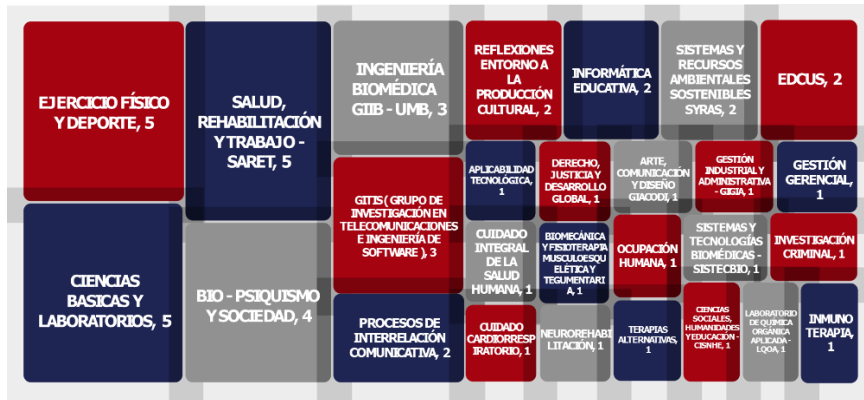 EJERCICIO FÍSICO
Y DEPORTE, 5
CIENCIAS
BASICAS Y
LABORATORIOS, 5
SALUD,
REHABILITACIÓN
Y TRABAJO -
SARET, 5
BIO - PSIQUISMO
Y SOCIEDAD, 4
INGENIERÍA
BIOMÉDICA
GIIB - UMB, 3
GITIS ( GRUPO DE
INVESTIGACIÓN EN
TELECOMUNICACIONES
E INGENIERÍA DE
SOFTWARE ), 3
PROCESOS DE
INTERRELACIÓN
COMUNICATIVA, 2
REFLEXIONES
ENTORNO A
LA
PRODUCCIÓN
CULTURAL, 2
INFORMÁTICA
EDUCATIVA, 2
SISTEMAS Y
RECURSOS
AMBIENTALES
SOSTENIBLES
SYRAS, 2
EDCUS, 2
APLICABILIDAD
TECNOLÓGICA,
1
DERECHO,
JUSTICIA Y
DESARROLLO
GLOBAL, 1
ARTE,
COMUNICACIÓN
Y DISEÑO
GIACODI, 1
GESTIÓN
INDUSTRIAL Y
ADMINISTRATIVA
- GIGIA, 1
GESTIÓN
GERENCIAL,
1
CUIDADO
INTEGRAL
DE LA
SALUD
HUMANA, 1
BIOMECÁNICA
Y FISIOTERAPIA
MUSCULOESQU
ELÉTICA Y
TEGUMENTARI
A, 1
OCUPACIÓN
HUMANA, 1
SISTEMAS Y
TECNOLOGÍAS
BIOMÉDICAS -
SISTECBIO, 1
INVESTIGACIÓN
CRIMINAL, 1
CUIDADO
CARDIORRESP
IRATORIO, 1
NEUROREHABI
LITACIÓN, 1
TERAPIAS
ALTERNATIVAS,
1
CIENCIAS
SOCIALES,
HUMANIDADES
Y EDUCACIÓN -
CISNHE, 1
LABORATORIO
DE QUÍMICA
ORGÁNICA
APLICADA -
LQOA, 1
INMUNO
TERAPIA,
1